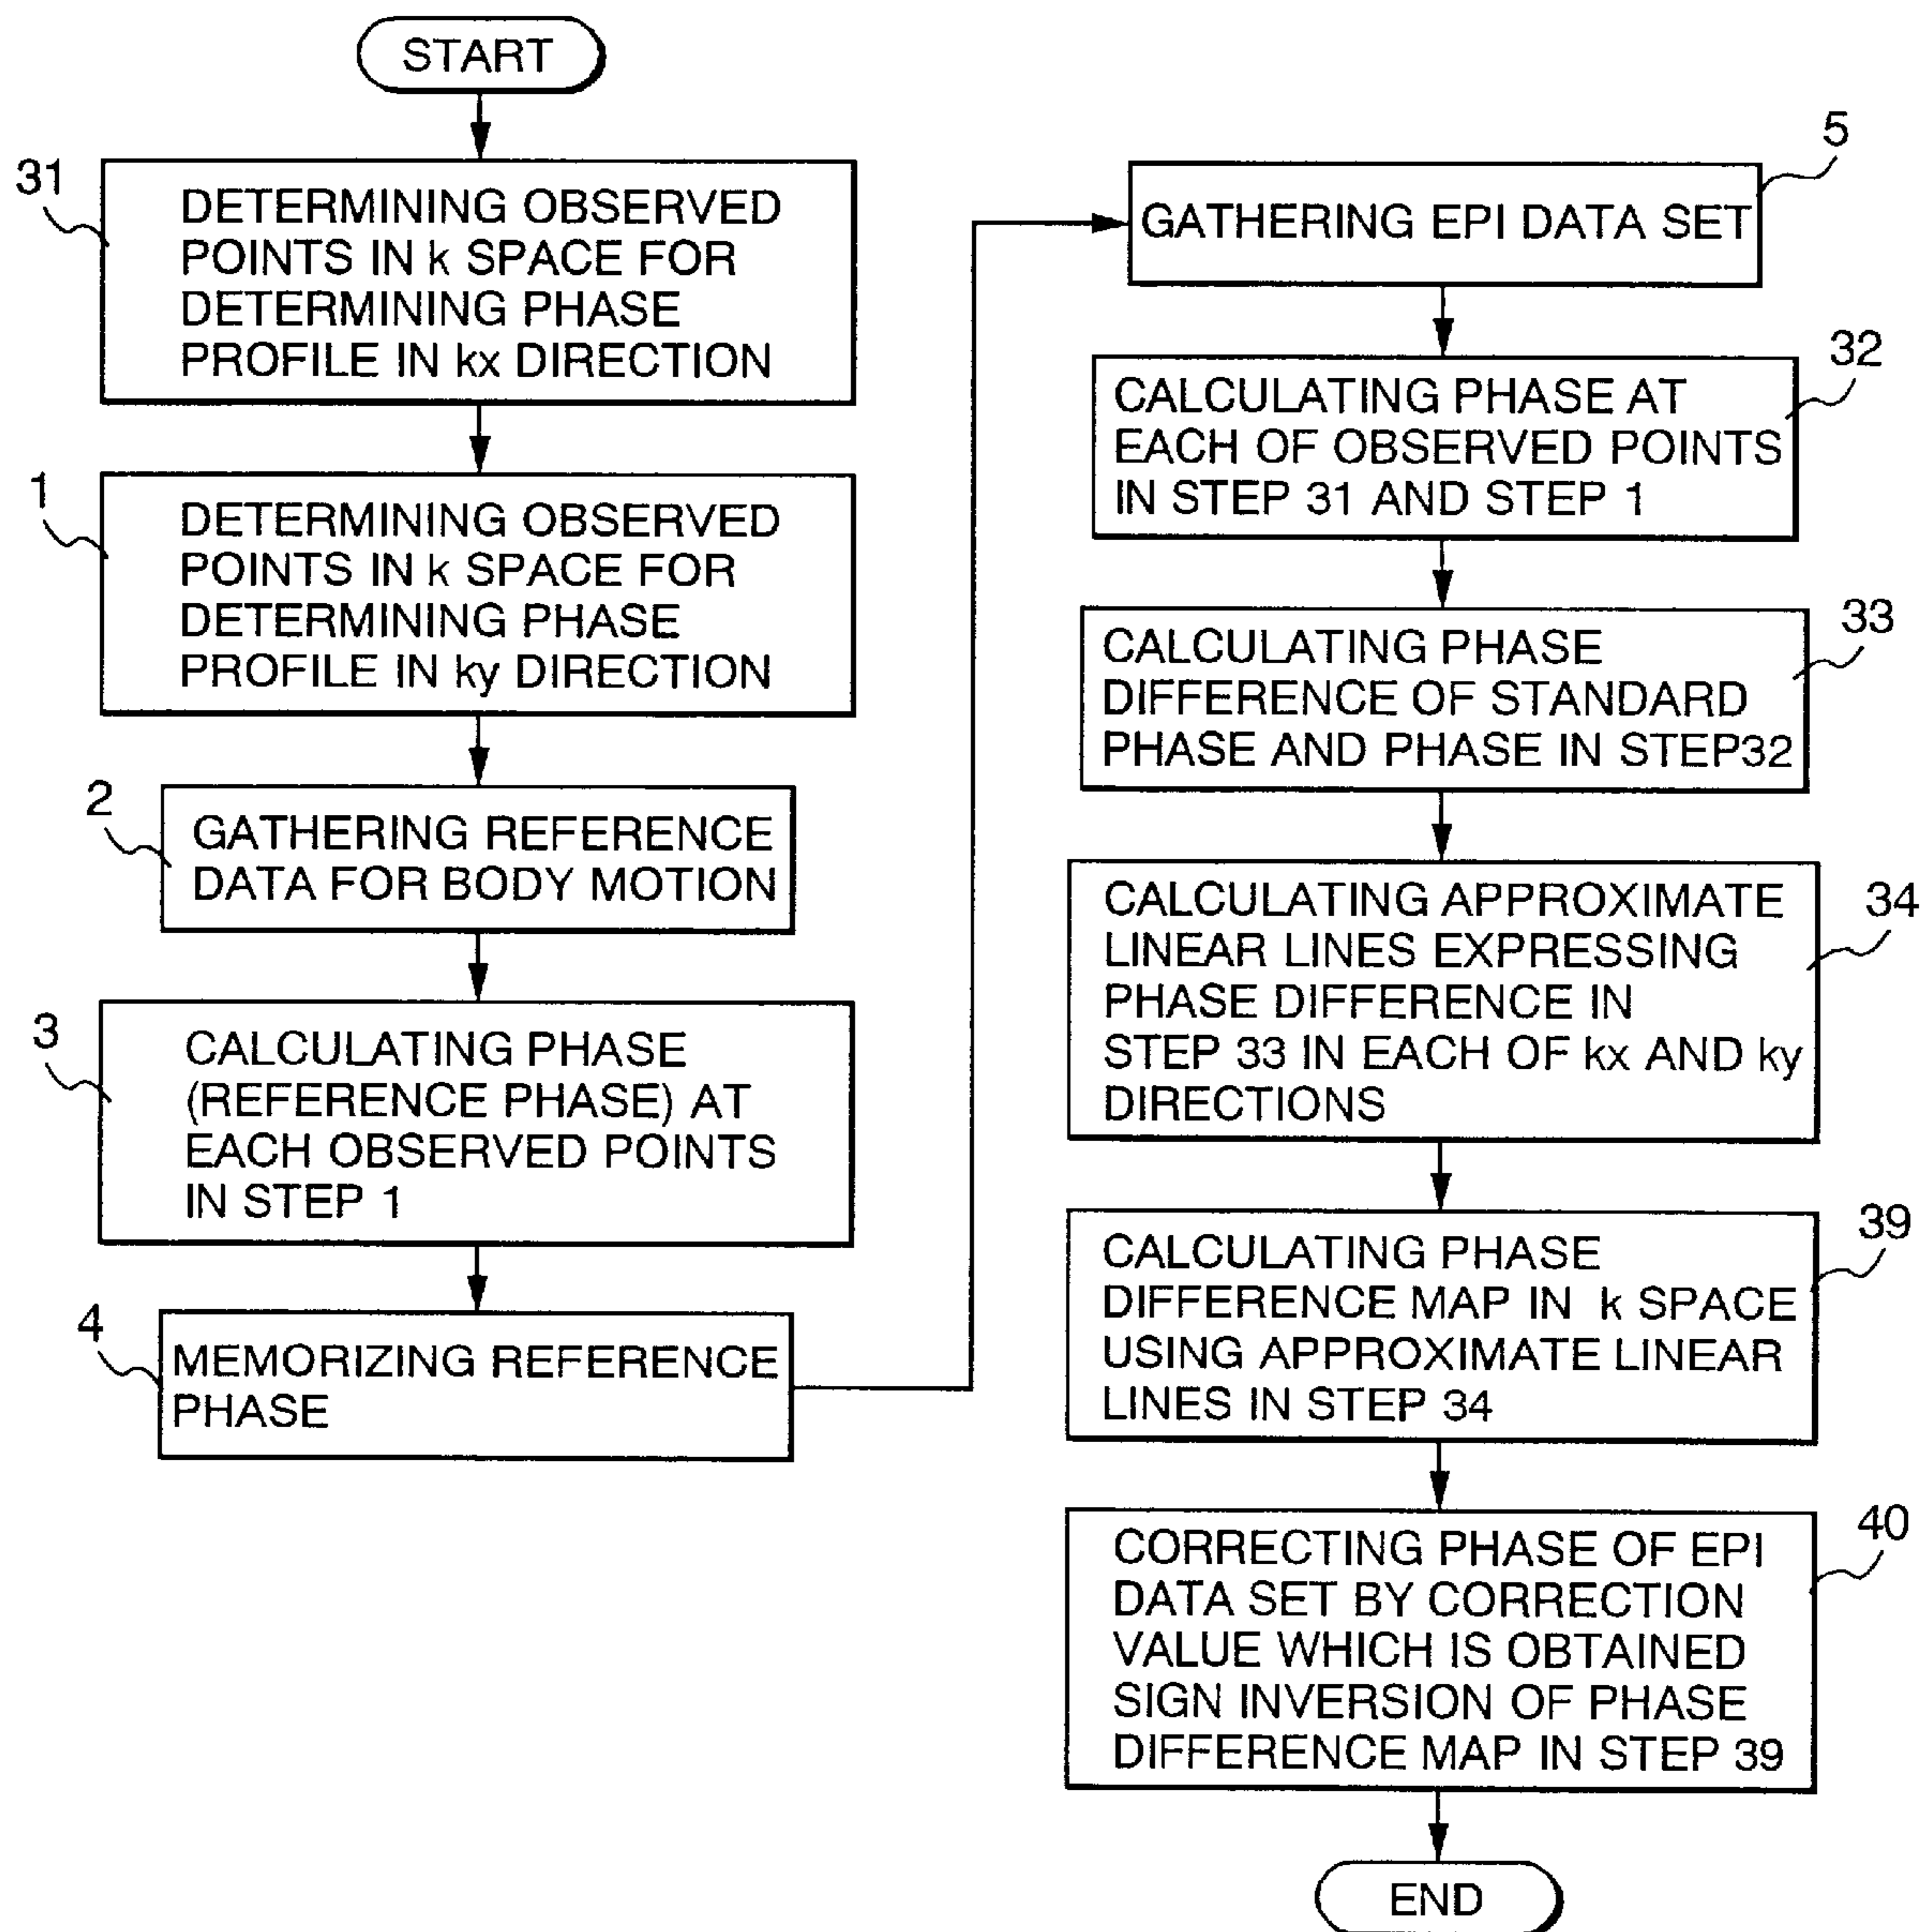 START
31
DETERMINING OBSERVED
POINTS IN k SPACE FOR
DETERMINING PHASE
PROFILE IN kx DIRECTION
1
DETERMINING OBSERVED
POINTS IN k SPACE FOR
DETERMINING PHASE
PROFILE IN ky DIRECTION
2
GATHERING REFERENCE
DATA FOR BODY MOTION
3
CALCULATING PHASE
(REFERENCE PHASE) AT
EACH OBSERVED POINTS
IN STEP 1
4
MEMORIZING REFERENCE
PHASE
5
GATHERING EPI DATA SET
32
CALCULATING PHASE AT
EACH OF OBSERVED POINTS
IN STEP 31 AND STEP 1
33
CALCULATING PHASE
DIFFERENCE OF STANDARD
PHASE AND PHASE IN STEP32
34
CALCULATING APPROXIMATE
LINEAR LINES EXPRESSING
PHASE DIFFERENCE IN
STEP 33 IN EACH OF kx AND ky
DIRECTIONS
39
CALCULATING PHASE
DIFFERENCE MAP IN k SPACE
USING APPROXIMATE LINEAR
LINES IN STEP 34
40
CORRECTING PHASE OF EPI
DATA SET BY CORRECTION
VALUE WHICH IS OBTAINED
SIGN INVERSION OF PHASE
DIFFERENCE MAP IN STEP 39
END